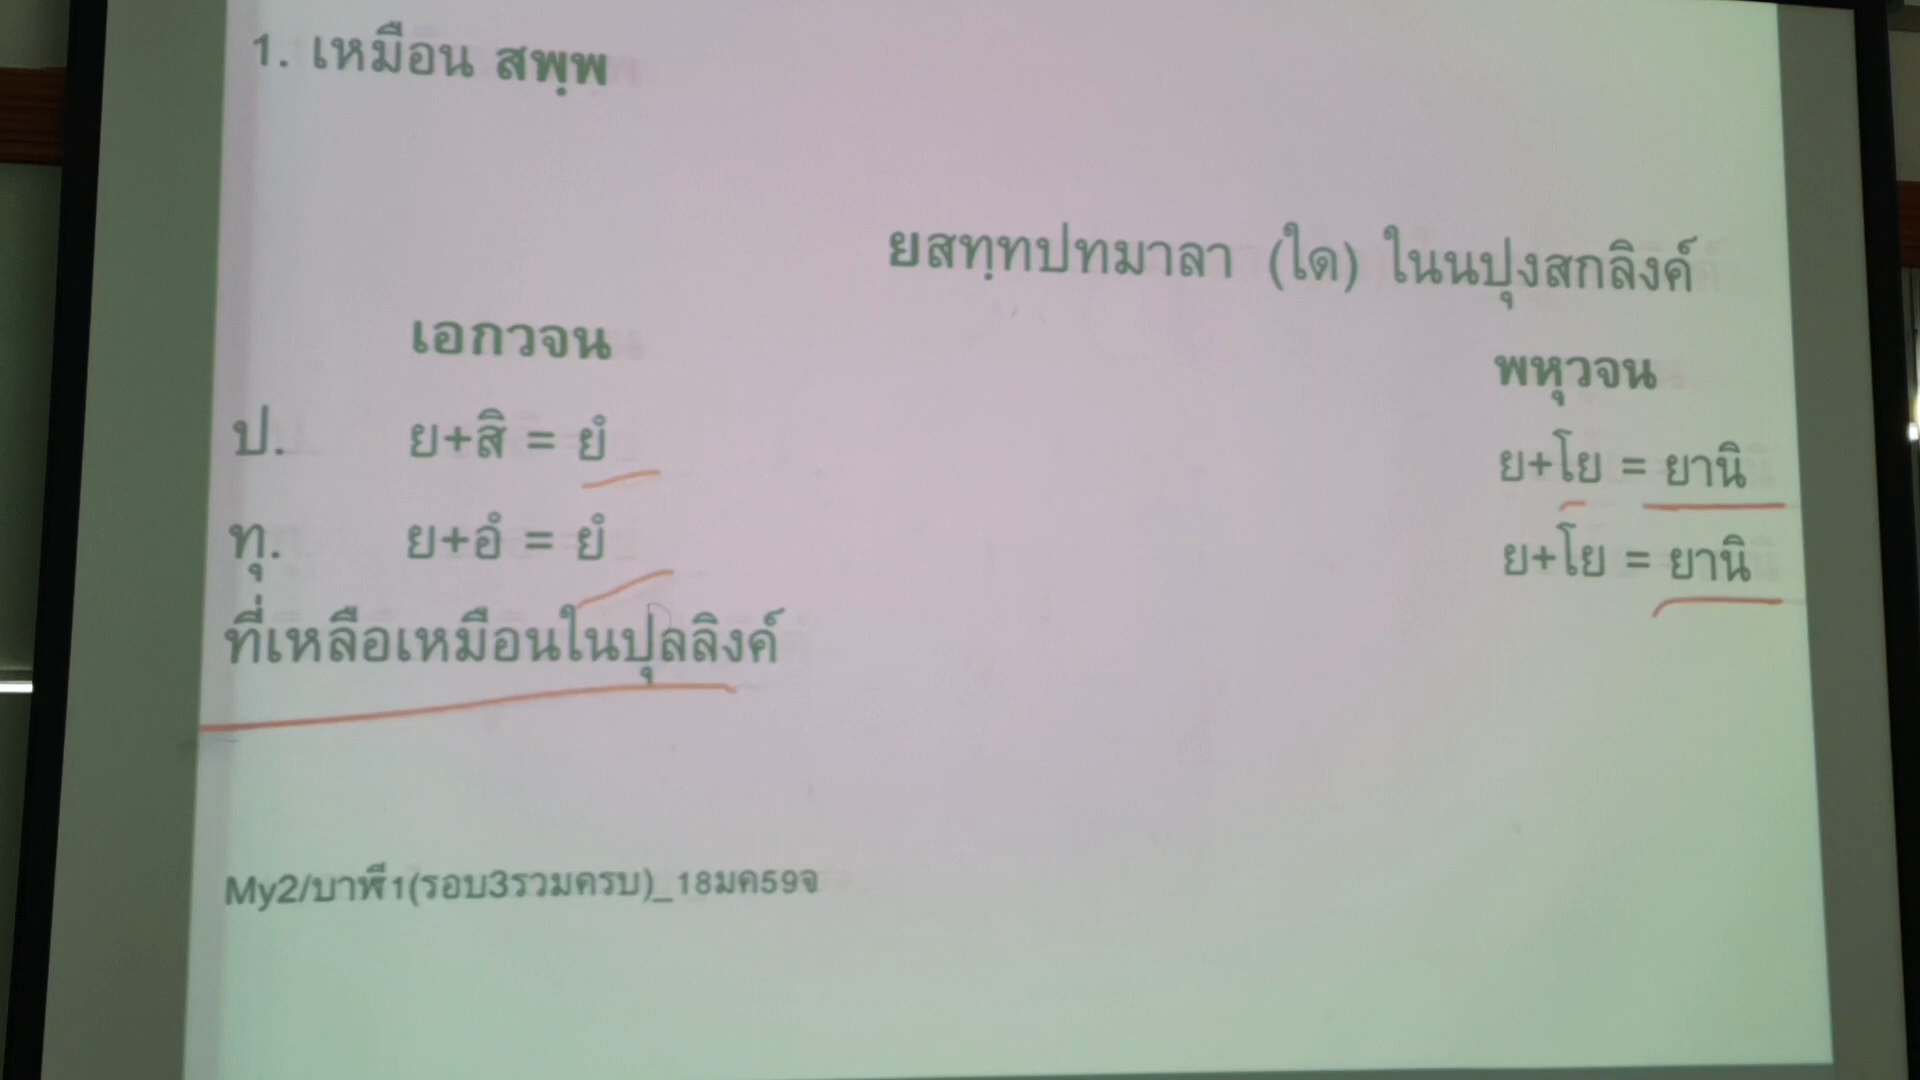 1. เหมือน สพฺพ
ยสทฺทปทมาลา (ใด) ในนปุงสกลิงค์
เอกวจน พหุวจน
ป. ย+สิ = ยํ ย+โย = ยานิ
ทุ. ย+อํ = ยํ ย+โย = ยานิ
ที่เหลือเหมือนในปุลลิงค์
My2/บาฬี1(รอบ3รวมครบ)_18มค59จ